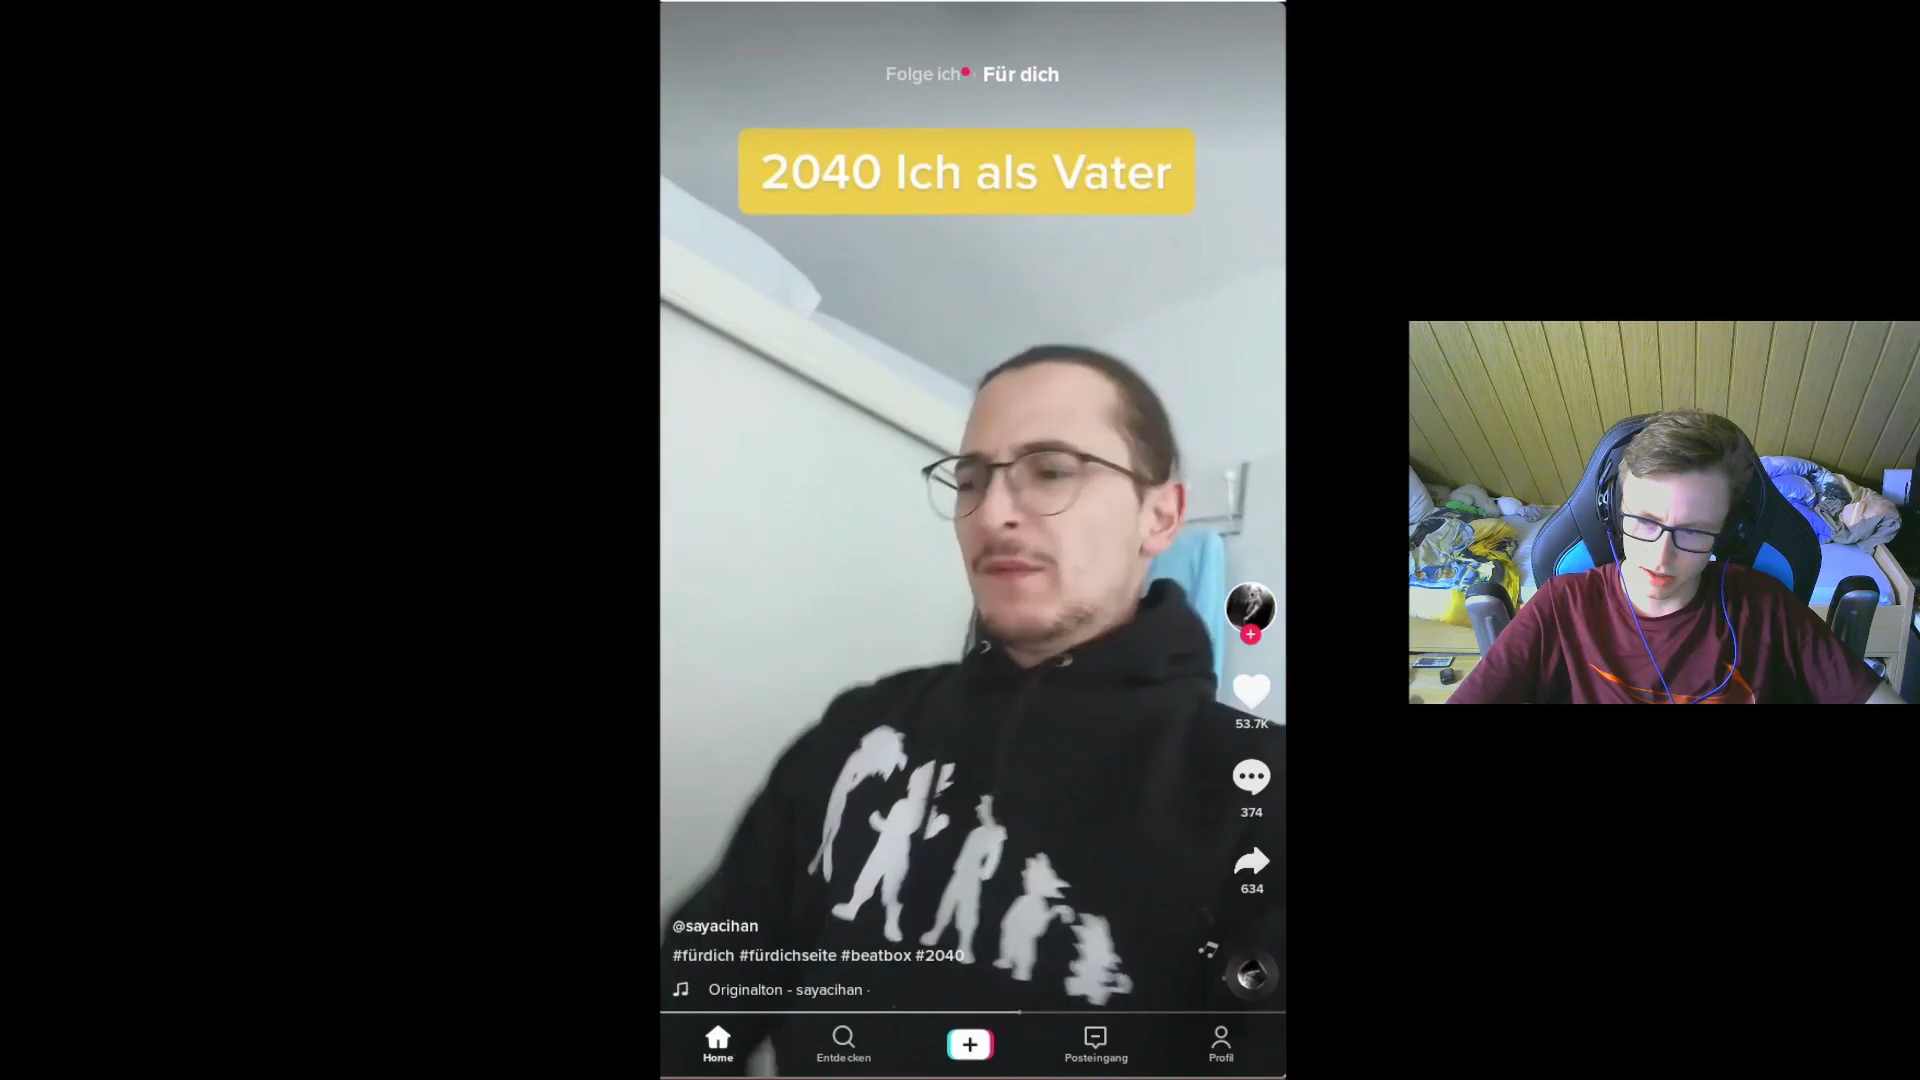 Folge ich Für dich
2040 Ich als Vater
53.7K
374
634
@sayacihan
#fürdich #fürdichseite #beatbox #2040
Originalton - sayacihan ·
Home Entdecken Posteingang Profil